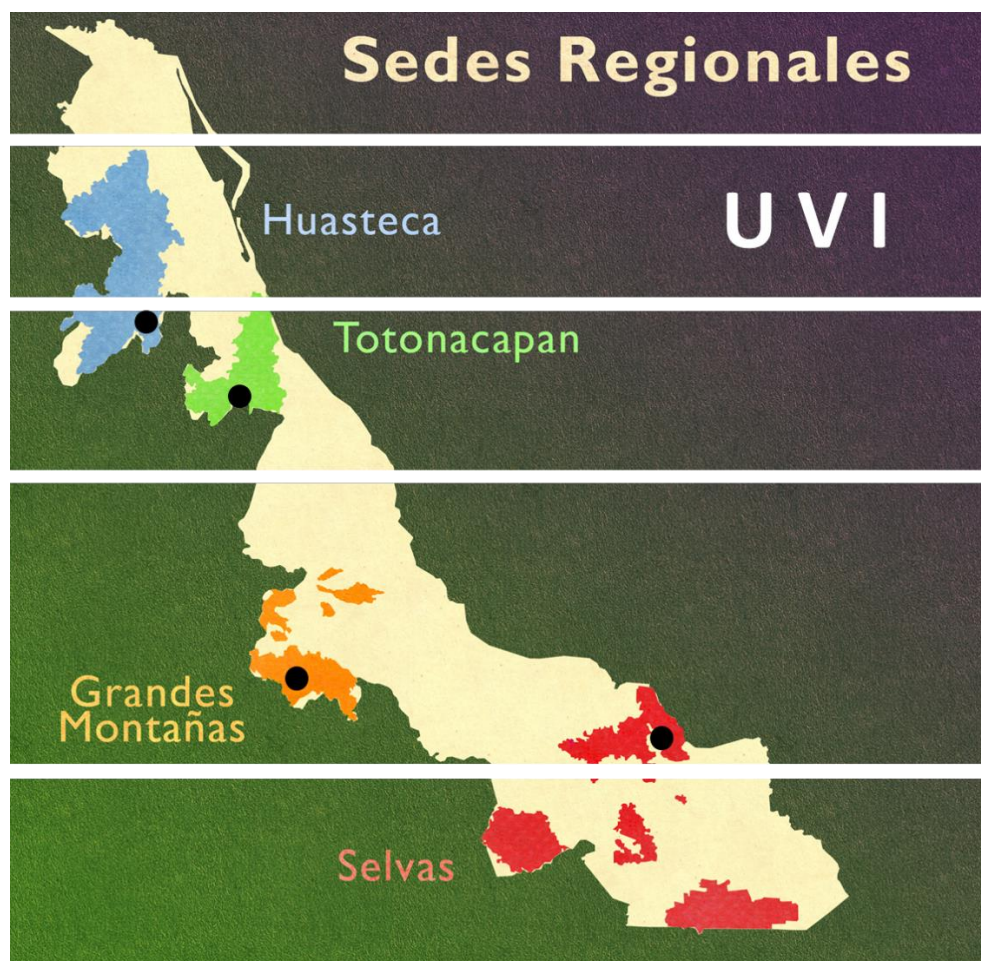 Sedes Regionales
Huasteca
U V I
Totonacapan
Grandes
Montañas
Selvas